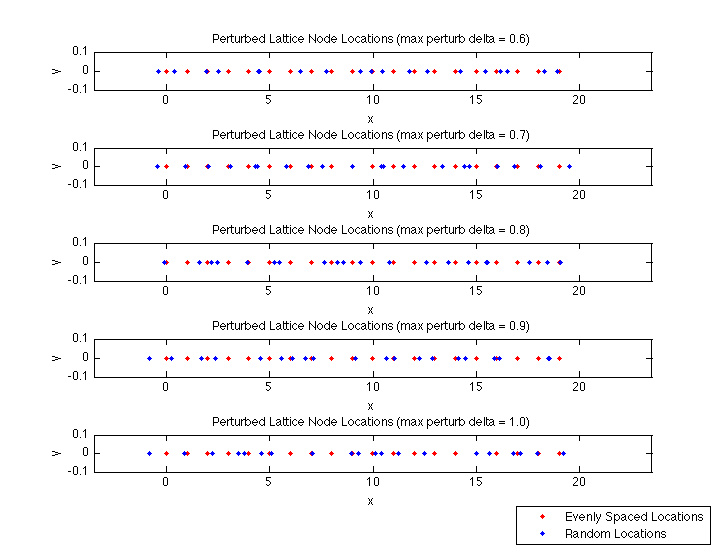 Perturbed Lattice Node Locations (max perturb delta = 0.6)
0.1
0
-0.1
y
0 5 10 15 20
x
Perturbed Lattice Node Locations (max perturb delta = 0.7)
0.1
0
-0.1
y
0 5 10 15 20
x
Perturbed Lattice Node Locations (max perturb delta = 0.8)
0.1
0
-0.1
y
0 5 10 15 20
x
Perturbed Lattice Node Locations (max perturb delta = 0.9)
0.1
0
-0.1
y
0 5 10 15 20
x
Perturbed Lattice Node Locations (max perturb delta = 1.0)
0.1
0
-0.1
y
0 5 10 15 20
x
Evenly Spaced Locations
Random Locations